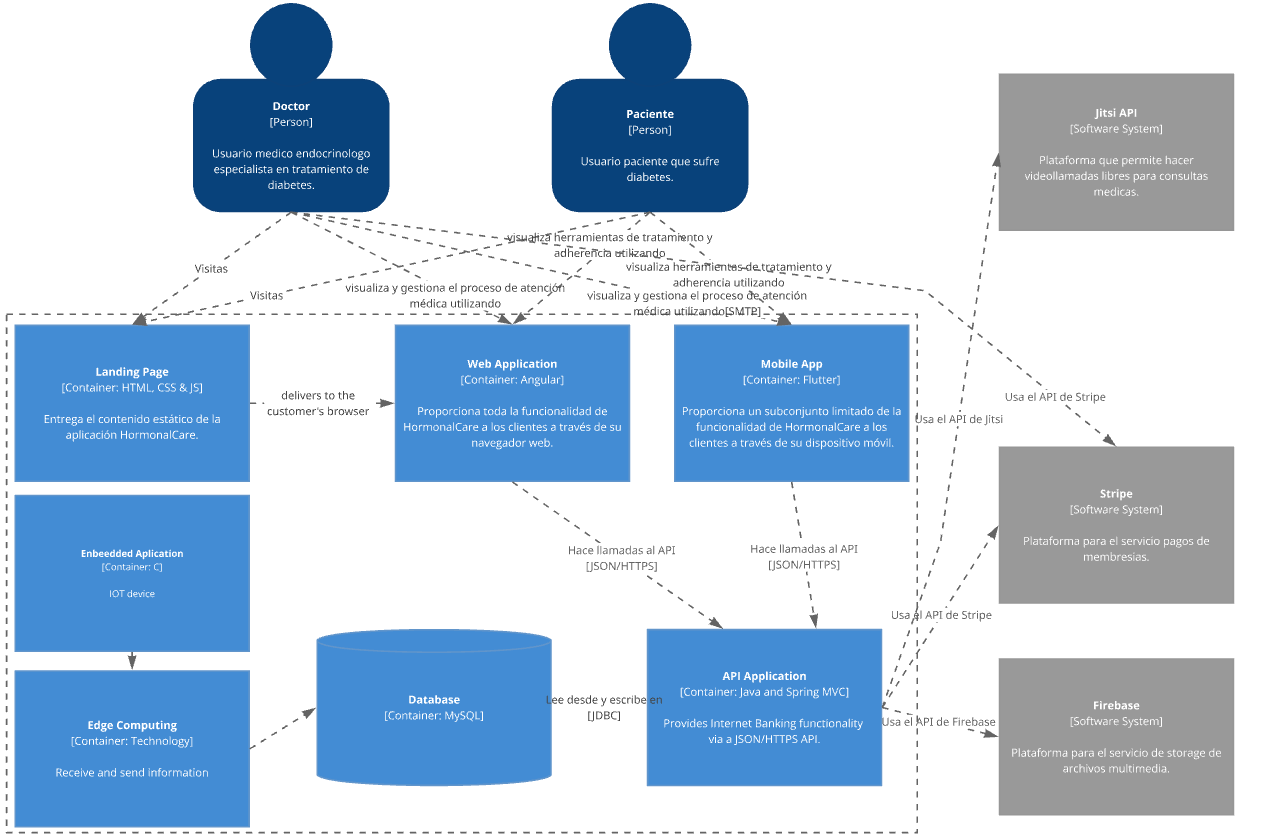 Doctor
[Person]
Usuario medico endocrinologo
especialista en tratamiento de
diabetes.
Paciente
[Person]
Usuario paciente que sufre
diabetes.
Jitsi API
[Software System]
Plataforma que permite hacer
videollamadas libres para consultas
medicas.
visualiza herramientas de tratamiento y
adherencia utilizando
Visitas
visualiza herramientas de tratamiento y
adherencia utilizando
Visitas
visualiza y gestiona el proceso de atención
médica utilizando
visualiza y gestiona el proceso de atención
médica utilizando[SMTP]
Landing Page
[Container: HTML, CSS & JS]
Entrega el contenido estático de la
aplicación HormonalCare.
delivers to the
customer's browser
Web Application
[Container: Angular]
Proporciona toda la funcionalidad de
HormonalCare a los clientes a través de su
navegador web.
Mobile App
[Container: Flutter]
Proporciona un subconjunto limitado de la
funcionalidad de HormonalCare a los
clientes a través de su dispositivo móvil.
Usa el API de Stripe
Usa el API de Jitsi
Stripe
[Software System]
Plataforma para el servicio pagos de
membresias.
Enbeedded Aplication
[Container: C]
IOT device
Hace llamadas al API
[JSON/HTTPS]
Hace llamadas al API
[JSON/HTTPS]
Usa el API de Stripe
Edge Computing
[Container: Technology]
Receive and send information
Database
[Container: MySQL]
Lee desde y escribe en
[JDBC]
API Application
[Container: Java and Spring MVC]
Provides Internet Banking functionality
via a JSON/HTTPS API.
Usa el API de Firebase
Firebase
[Software System]
Plataforma para el servicio de storage de
archivos multimedia.